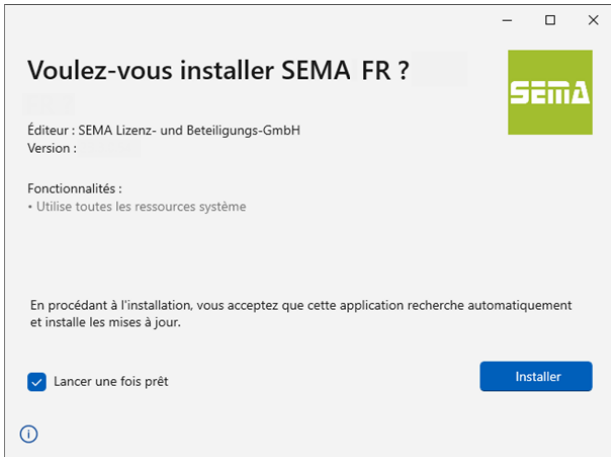 Voulez-vous installer SEMA FR ?
SEMA
Éditeur : SEMA Lizenz- und Beteiligungs-GmbH
Version :
Fonctionnalités :
• Utilise toutes les ressources système
En procédant à l'installation, vous acceptez que cette application recherche automatiquement
et installe les mises à jour.
Lancer une fois prêt
Installer